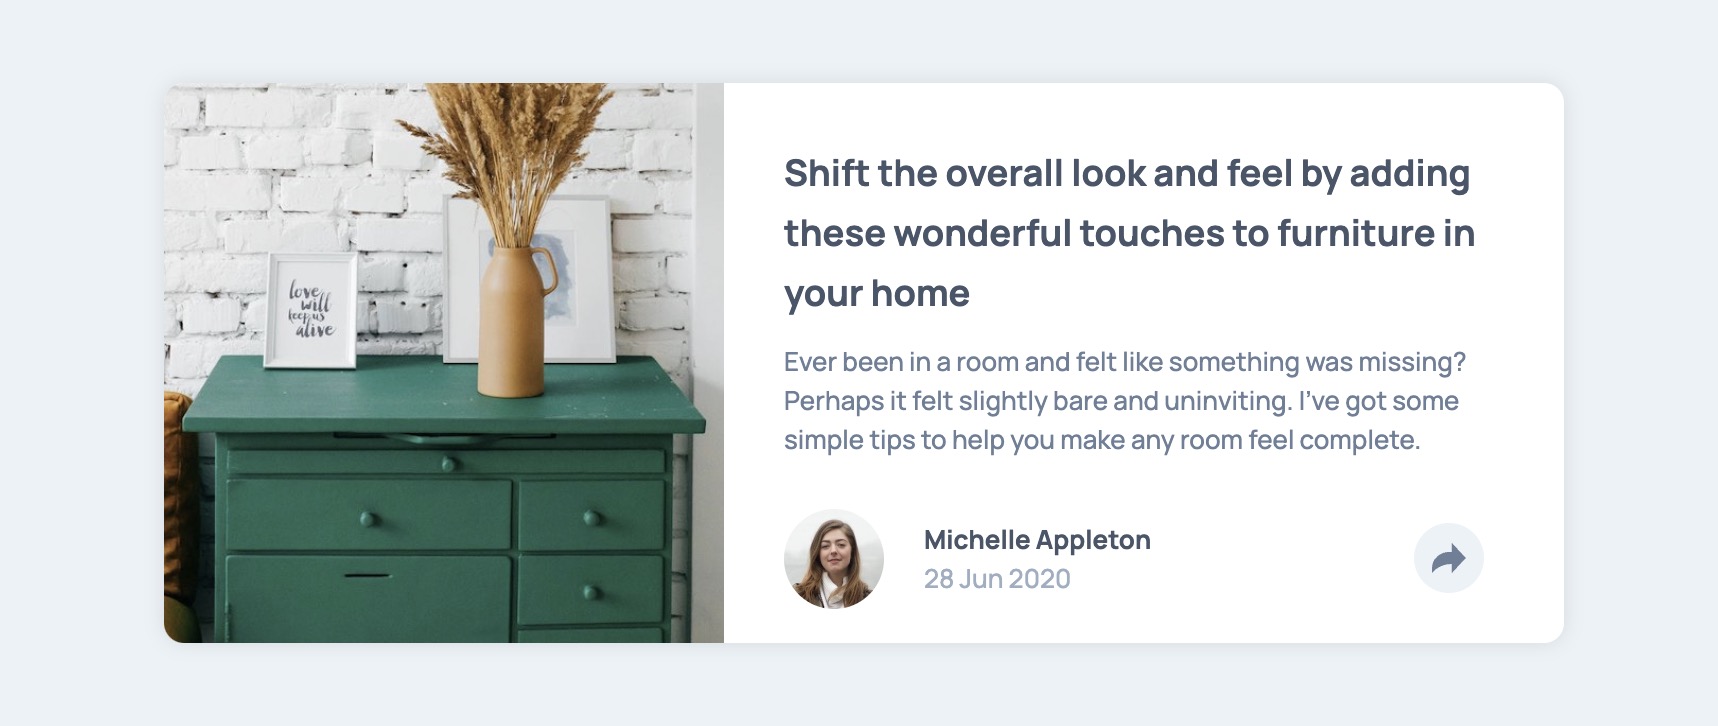 love
will
keep us
alive
Shift the overall look and feel by adding
these wonderful touches to furniture in
your home
Ever been in a room and felt like something was missing?
Perhaps it felt slightly bare and uninviting. I’ve got some
simple tips to help you make any room feel complete.
Michelle Appleton
28 Jun 2020